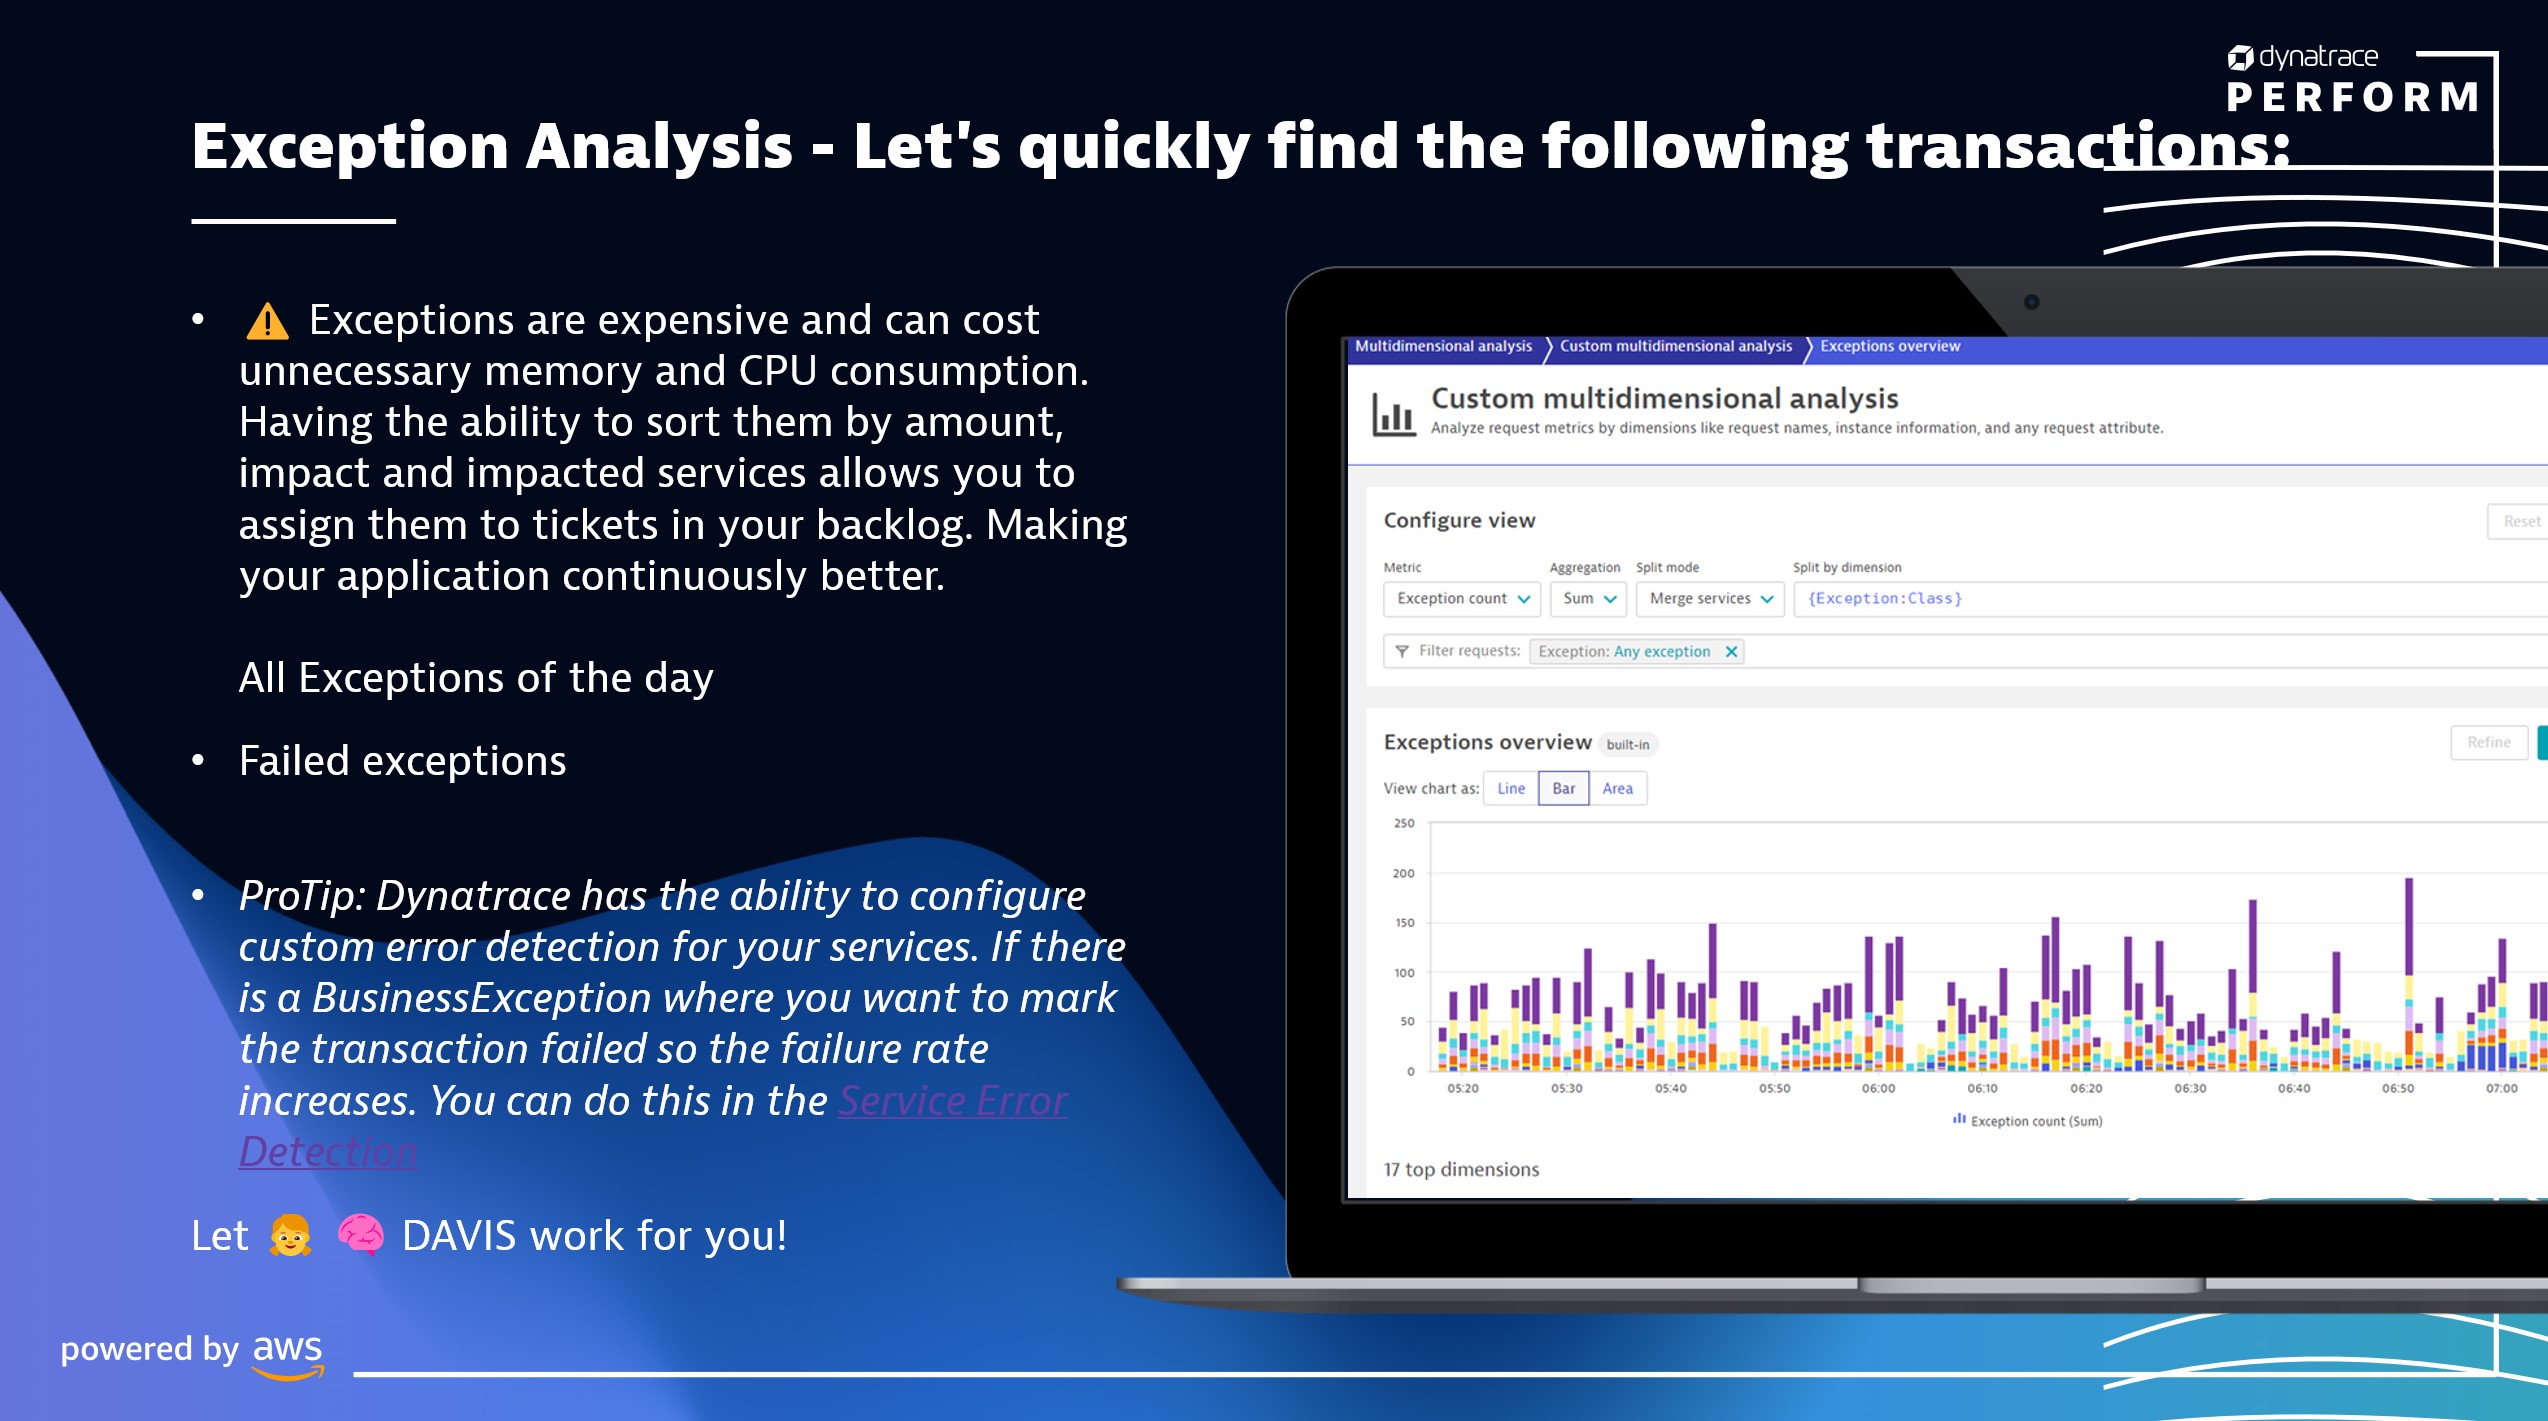 dynatrace
PERFORM
Exception Analysis - Let's quickly find the following transactions:
• ⚠️ Exceptions are expensive and can cost
unnecessary memory and CPU consumption.
Having the ability to sort them by amount,
impact and impacted services allows you to
assign them to tickets in your backlog. Making
your application continuously better.
All Exceptions of the day
• Failed exceptions
• ProTip: Dynatrace has the ability to configure
custom error detection for your services. If there
is a BusinessException where you want to mark
the transaction failed so the failure rate
increases. You can do this in the Service Error
Detection
Let 👧 🧠 DAVIS work for you!
powered by aws
Multidimensional analysis Custom multidimensional analysis Exceptions overview
Custom multidimensional analysis
Analyze request metrics by dimensions like request names, instance information, and any request attribute.
Configure view
Reset
Metric Aggregation Split mode Split by dimension
Exception count Sum Merge services {Exception:Class}
Filter requests: Exception: Any exception ✕
Exceptions overview built-in
Refine
View chart as: Line Bar Area
250
200
150
100
50
0
05:20 05:30 05:40 05:50 06:00 06:10 06:20 06:30 06:40 06:50 07:00
Exception count (Sum)
17 top dimensions